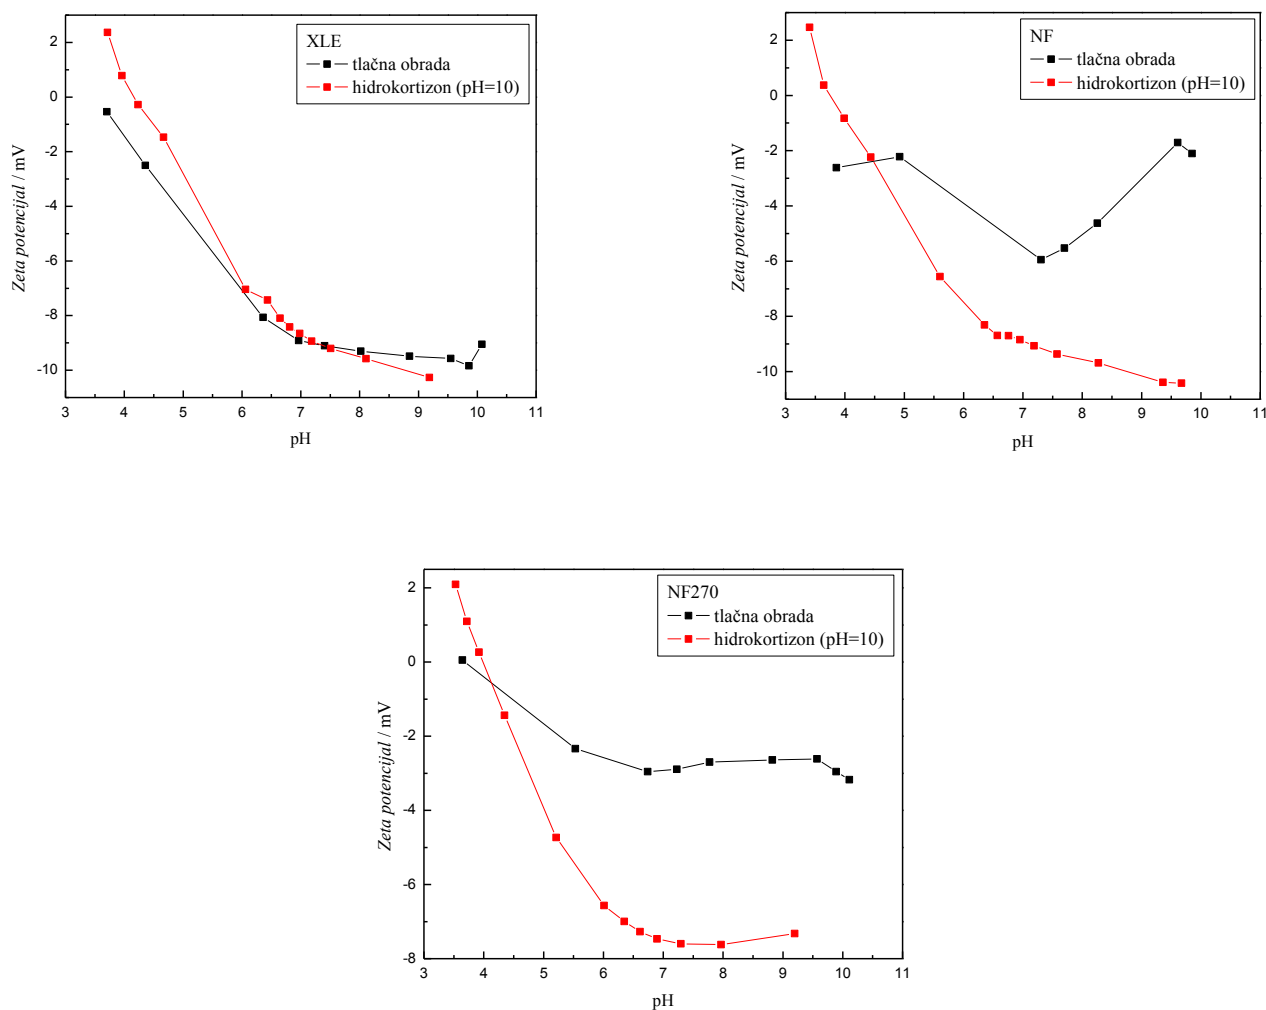 XLE
tlačna obrada
hidrokortizon (pH=10)
2
0
-2
-4
-6
-8
-10
Zeta potencijal / mV
3 4 5 6 7 8 9 10 11
pH
NF
tlačna obrada
hidrokortizon (pH=10)
2
0
-2
-4
-6
-8
-10
Zeta potencijal / mV
3 4 5 6 7 8 9 10 11
pH
NF270
tlačna obrada
hidrokortizon (pH=10)
2
0
-2
-4
-6
-8
Zeta potencijal / mV
3 4 5 6 7 8 9 10 11
pH